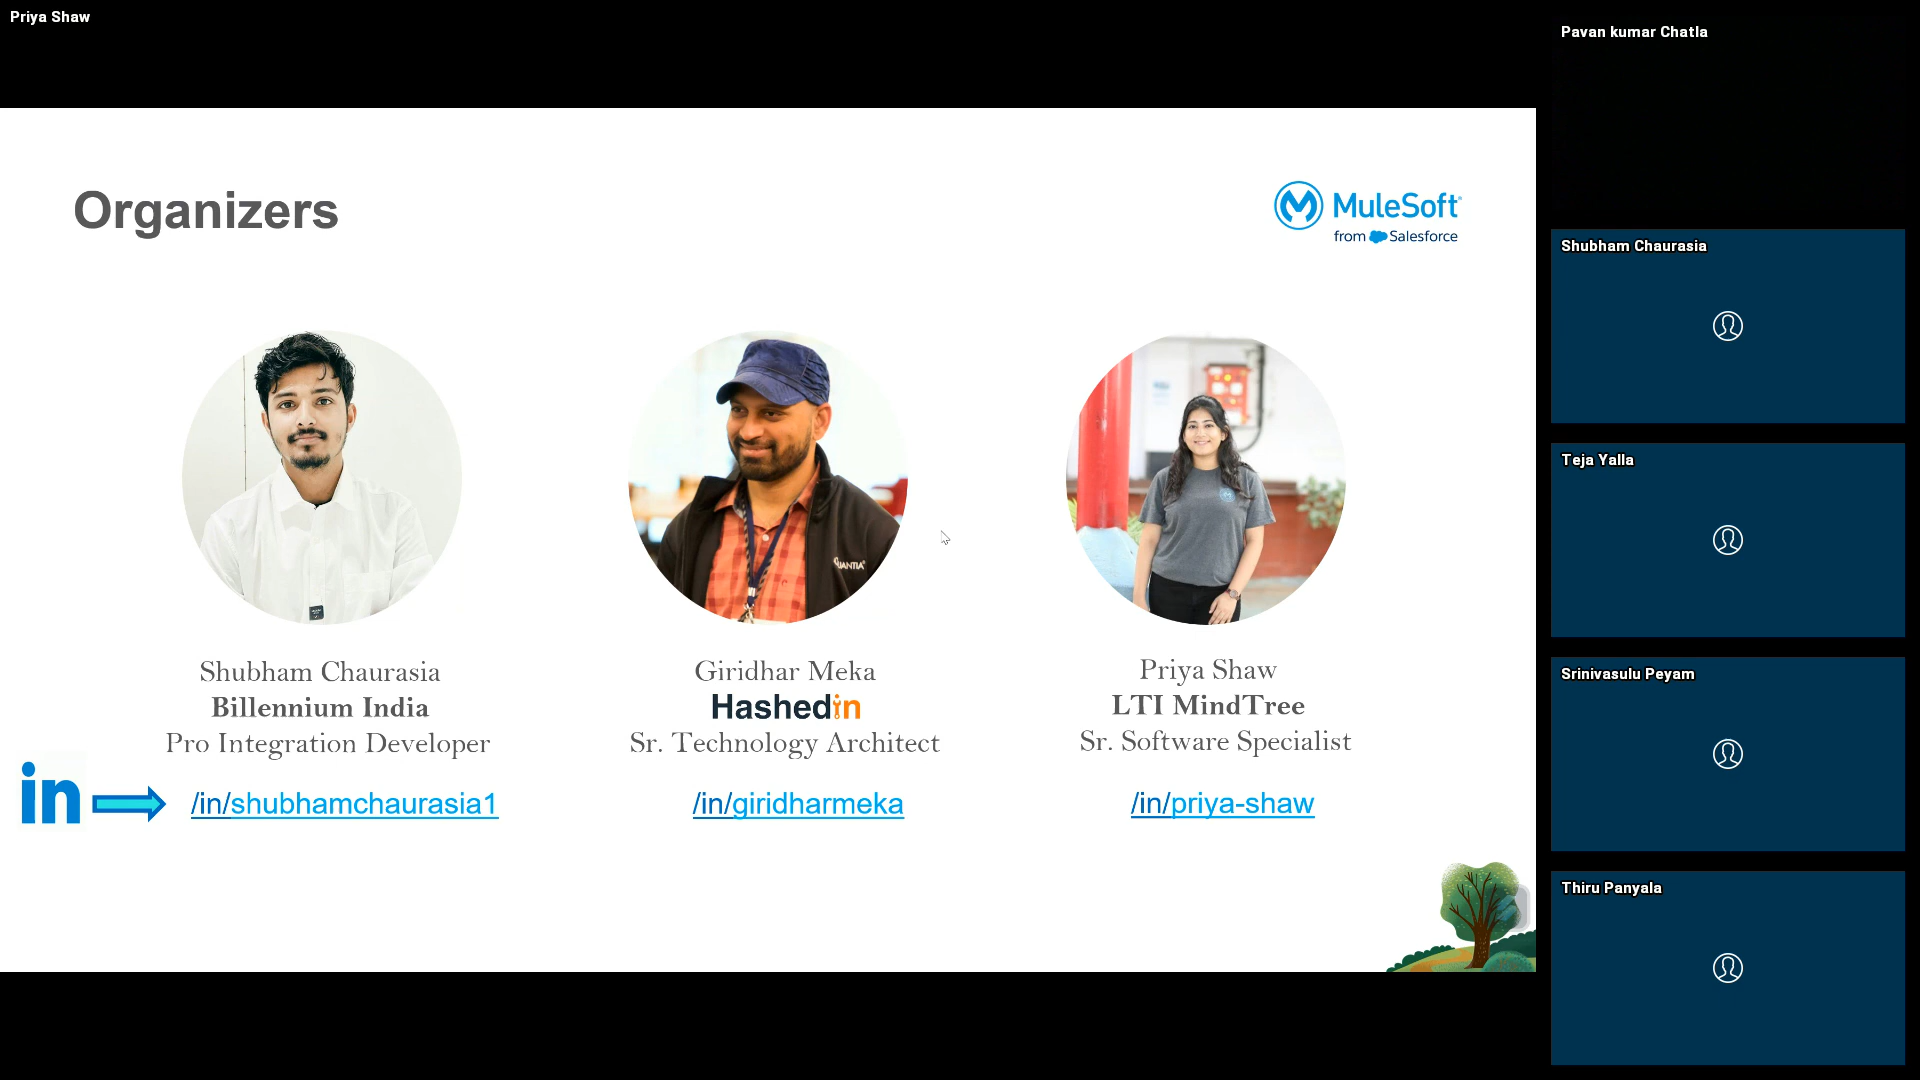 Priya Shaw
Pavan kumar Chatla
Organizers
MuleSoft
from Salesforce
Shubham Chaurasia
Teja Yalla
Srinivasulu Peyam
Thiru Panyala
Shubham Chaurasia
Billennium India
Pro Integration Developer
in
/in/shubhamchaurasia1
Giridhar Meka
Hashedin
Sr. Technology Architect
/in/giridharmeka
Priya Shaw
LTI MindTree
Sr. Software Specialist
/in/priya-shaw